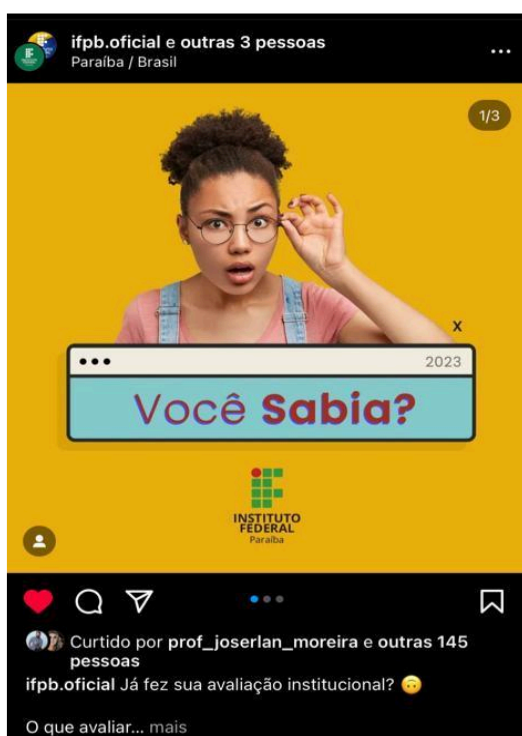 ifpb.oficial e outras 3 pessoas
Paraíba / Brasil
1/3
x
2023
Você Sabia?
INSTITUTO
FEDERAL
Paraíba
Curtido por prof_joserlan_moreira e outras 145
pessoas
ifpb.oficial Já fez sua avaliação institucional? 🙃
O que avaliar... mais